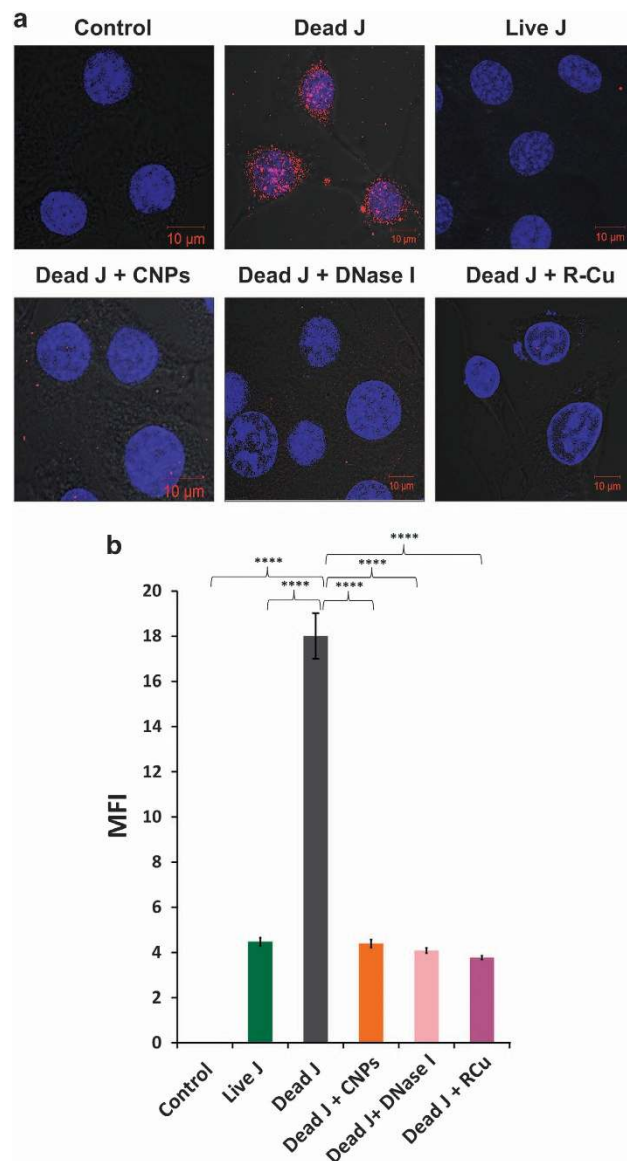 a
Control Dead J Live J
10 µm 10 µm 10 µm
Dead J + CNPs Dead J + DNase I Dead J + R-Cu
10 µm 10 µm 10 µm
b
****
**** ****
**** ****
20
18
16
14
12
10
8
6
4
2
0
MFI
Control
Live J
Dead J
Dead J + CNPs
Dead J+ DNase I
Dead J + RCu